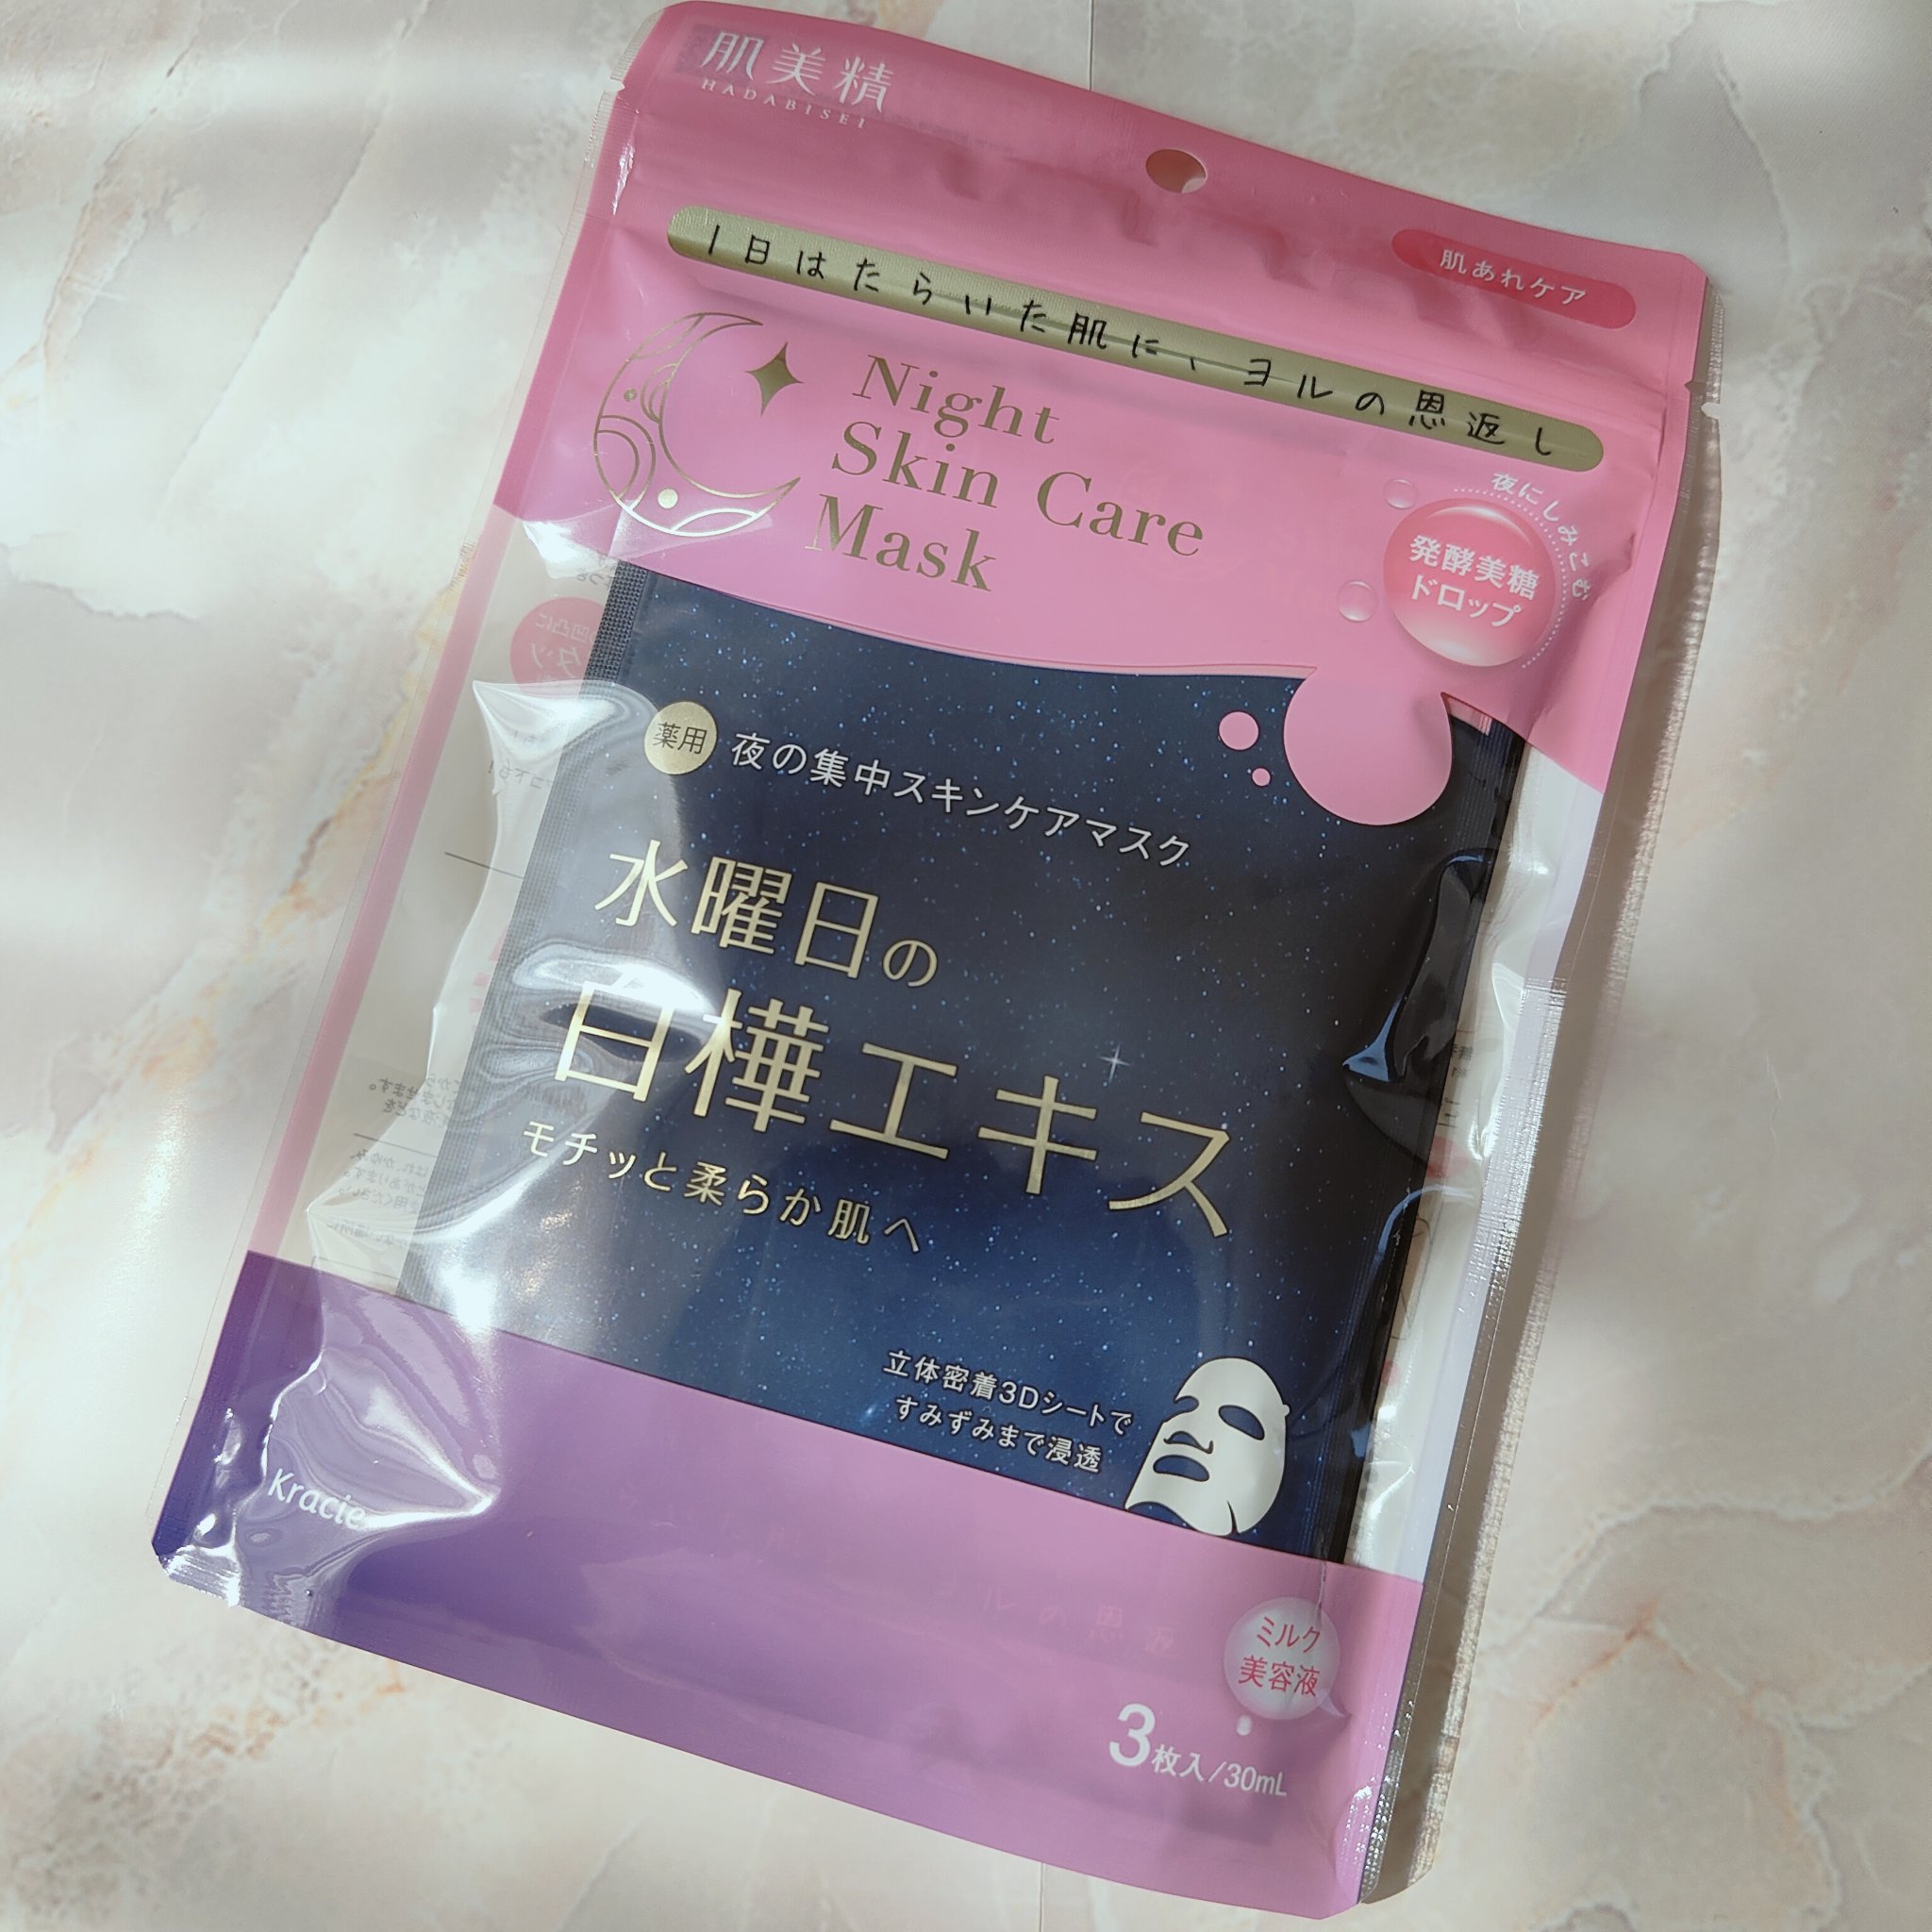 肌美精
HADABISEI
肌あれケア
1日はたらいた肌に、ヨルの恩返し
Night
Skin Care
Mask
夜にしみこむ
発酵美糖
ドロップ
薬用 夜の集中スキンケアマスク
水曜日の
白樺エキス
モチッと柔らか肌へ
立体密着3Dシートで
すみずみまで浸透
Kracie
ミルク
美容液
3枚入/30mL